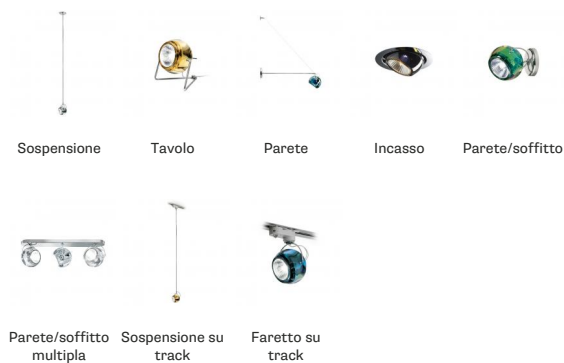 Sospensione
Tavolo
Parete
Incasso
Parete/soffitto
Parete/soffitto
multipla
Sospensione su
track
Faretto su
track